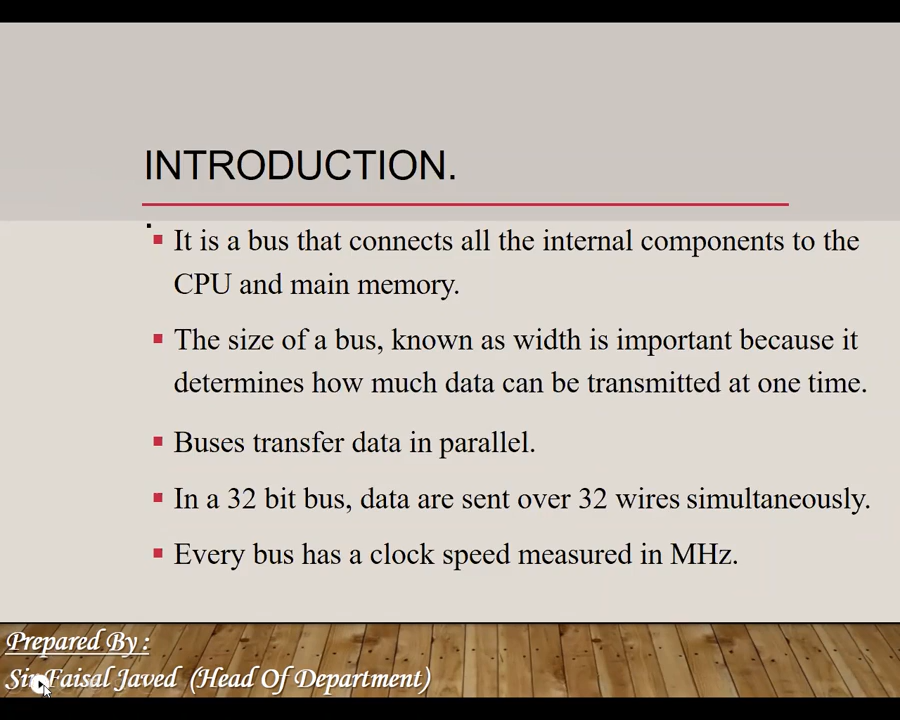 INTRODUCTION.
.
▪ It is a bus that connects all the internal components to the
CPU and main memory.
▪ The size of a bus, known as width is important because it
determines how much data can be transmitted at one time.
▪ Buses transfer data in parallel.
▪ In a 32 bit bus, data are sent over 32 wires simultaneously.
▪ Every bus has a clock speed measured in MHz.
Prepared By :
Sir Faisal Javed (Head Of Department)